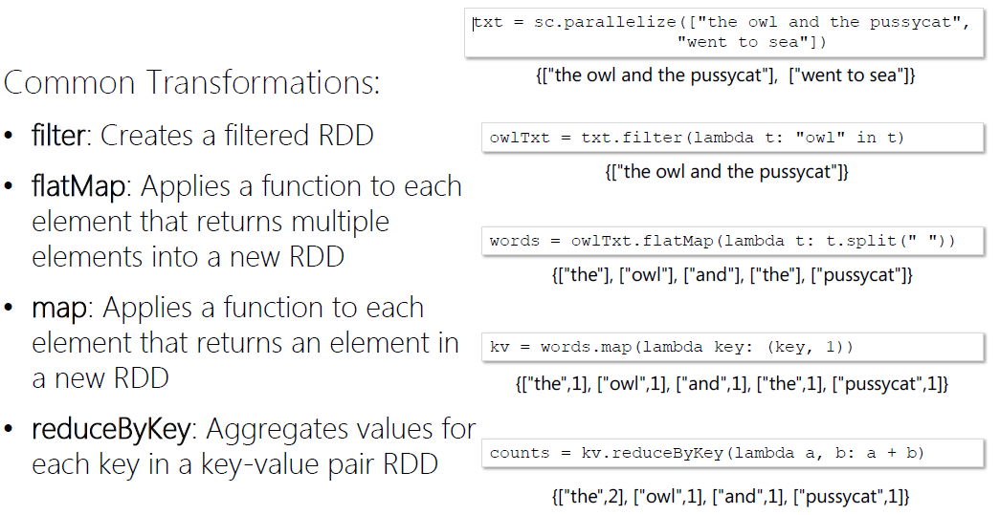 Common Transformations:
• filter: Creates a filtered RDD
• flatMap: Applies a function to each
element that returns multiple
elements into a new RDD
• map: Applies a function to each
element that returns an element in
a new RDD
• reduceByKey: Aggregates values for
each key in a key-value pair RDD
txt = sc.parallelize(["the owl and the pussycat",
"went to sea"])
{["the owl and the pussycat"], ["went to sea"]}
owlTxt = txt.filter(lambda t: "owl" in t)
{["the owl and the pussycat"]}
words = owlTxt.flatMap(lambda t: t.split(" "))
{["the"], ["owl"], ["and"], ["the"], ["pussycat"]}
kv = words.map(lambda key: (key, 1))
{["the",1], ["owl",1], ["and",1], ["the",1], ["pussycat",1]}
counts = kv.reduceByKey(lambda a, b: a + b)
{["the",2], ["owl",1], ["and",1], ["pussycat",1]}